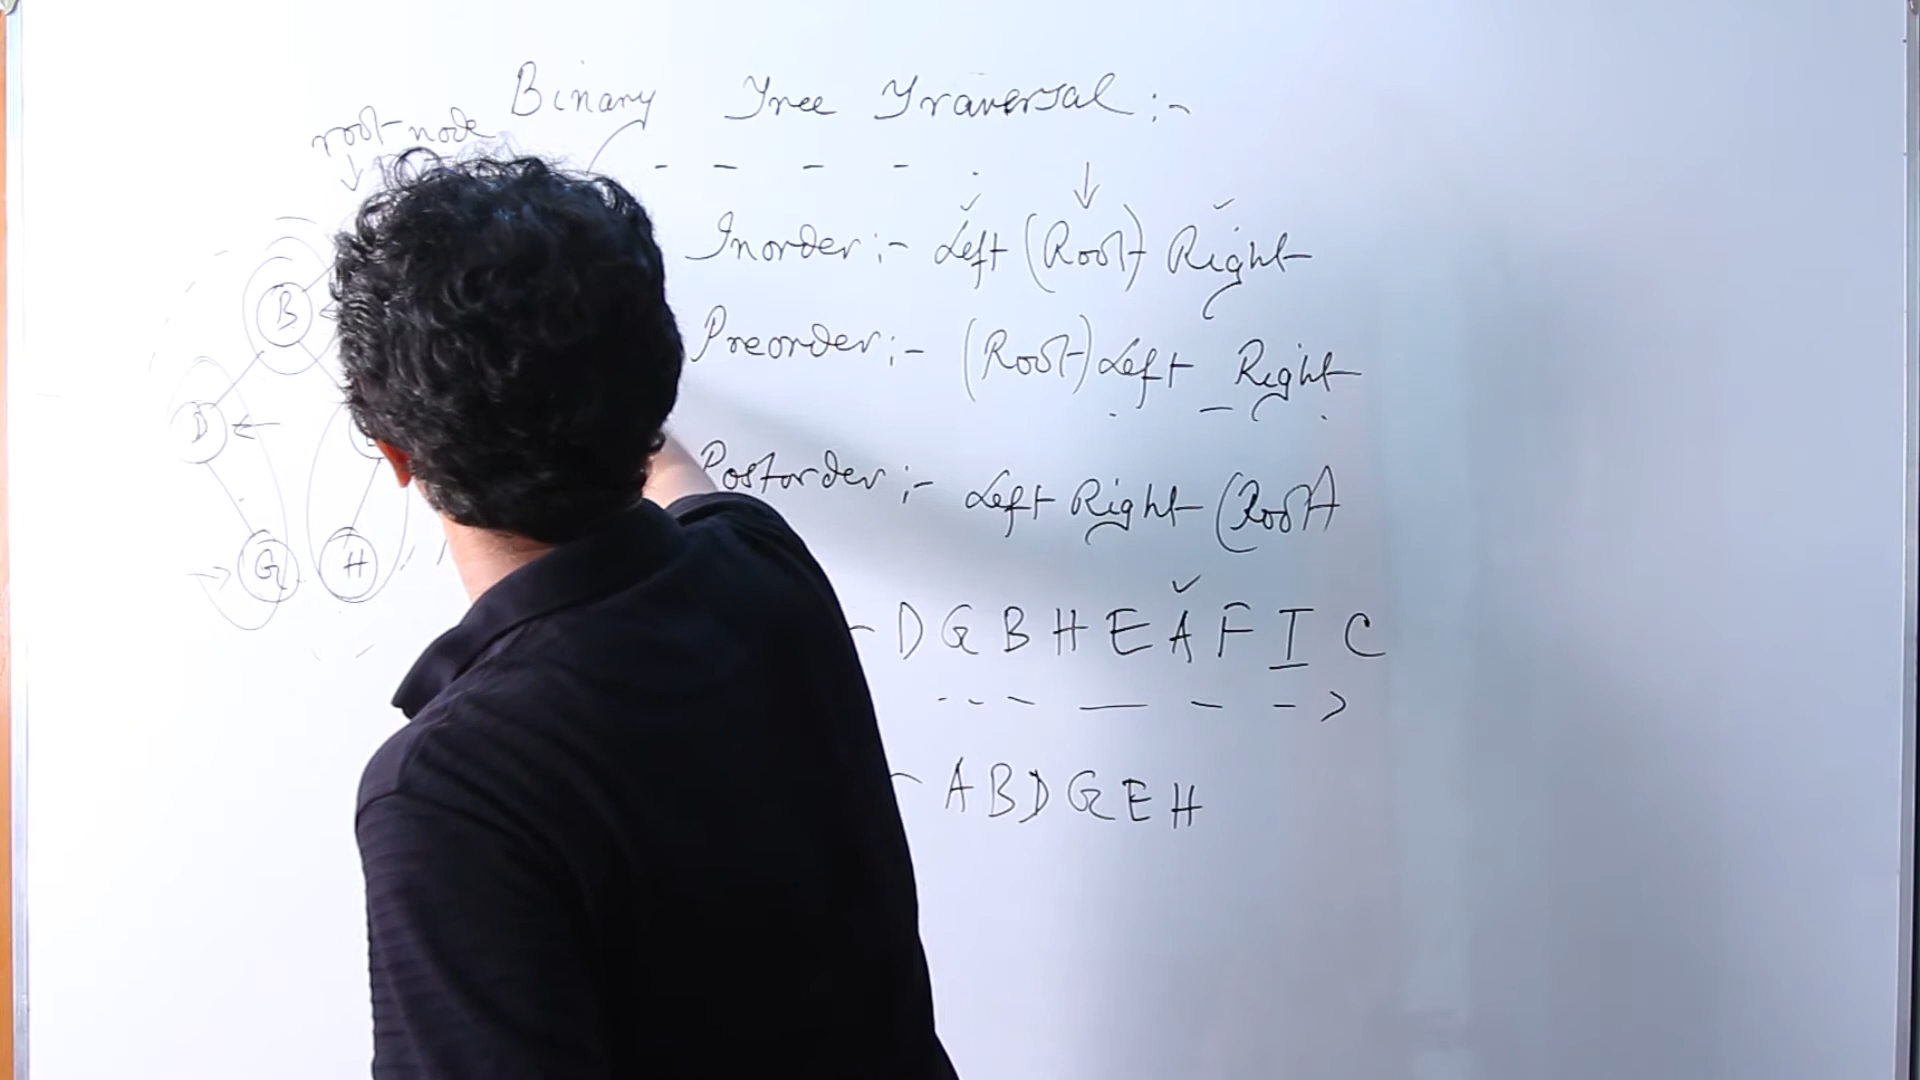 Binary Tree Traversal :-
root node
Inorder :- Left (Root) Right
B
Preorder :- (Root) Left Right
D
Postorder :- Left Right (Root)
G H
D G B H E A F I C
A B D G E H